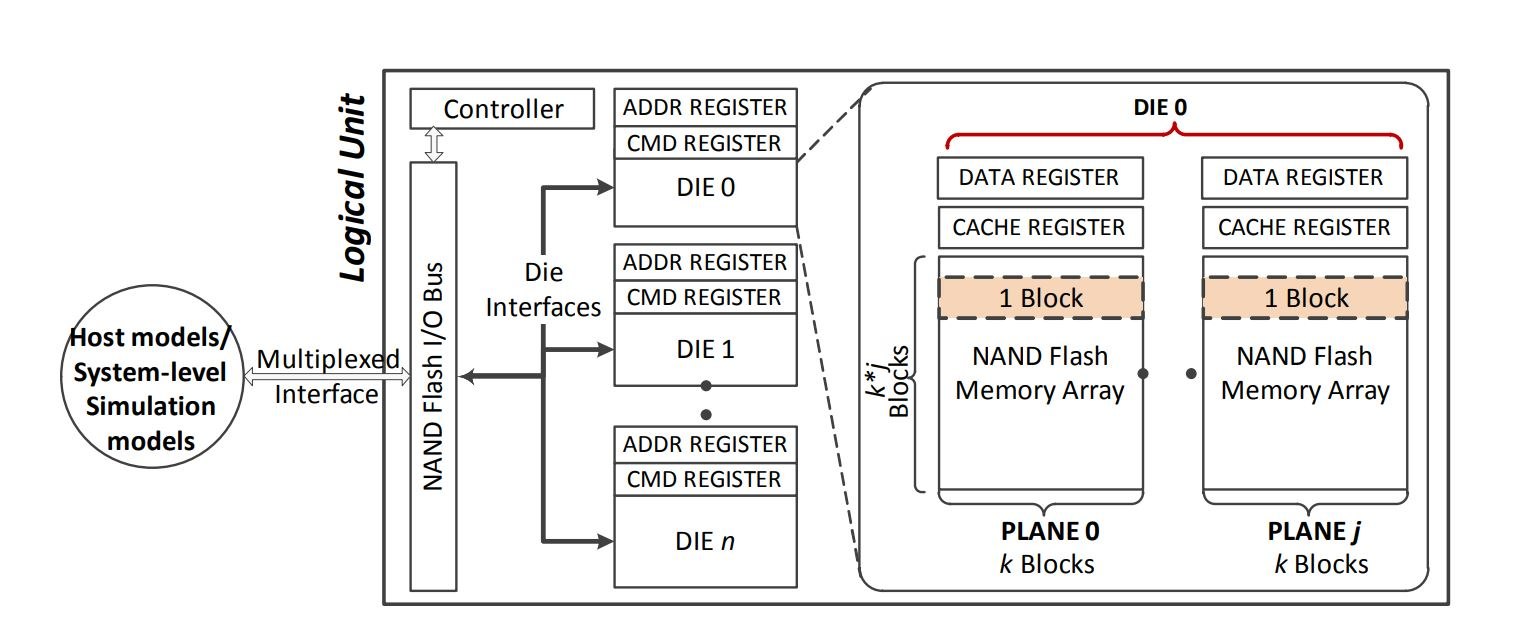 Logical Unit
Controller
NAND Flash I/O Bus
Host models/
System-level
Simulation
models
Multiplexed
Interface
Die
Interfaces
ADDR REGISTER
CMD REGISTER
DIE 0
ADDR REGISTER
CMD REGISTER
DIE 1
ADDR REGISTER
CMD REGISTER
DIE n
DIE 0
DATA REGISTER
CACHE REGISTER
1 Block
NAND Flash
Memory Array
k*j
Blocks
PLANE 0
k Blocks
DATA REGISTER
CACHE REGISTER
1 Block
NAND Flash
Memory Array
PLANE j
k Blocks